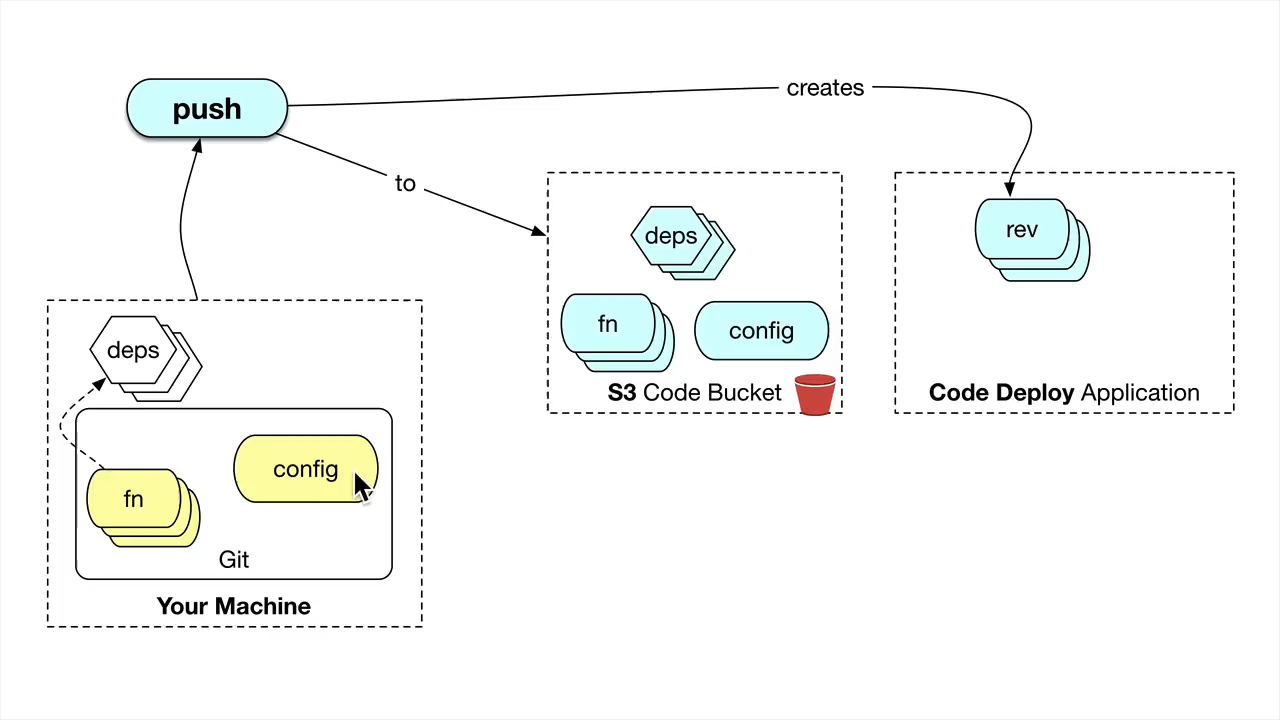 push
creates
to
deps
rev
fn
config
S3 Code Bucket
Code Deploy Application
deps
config
fn
Git
Your Machine